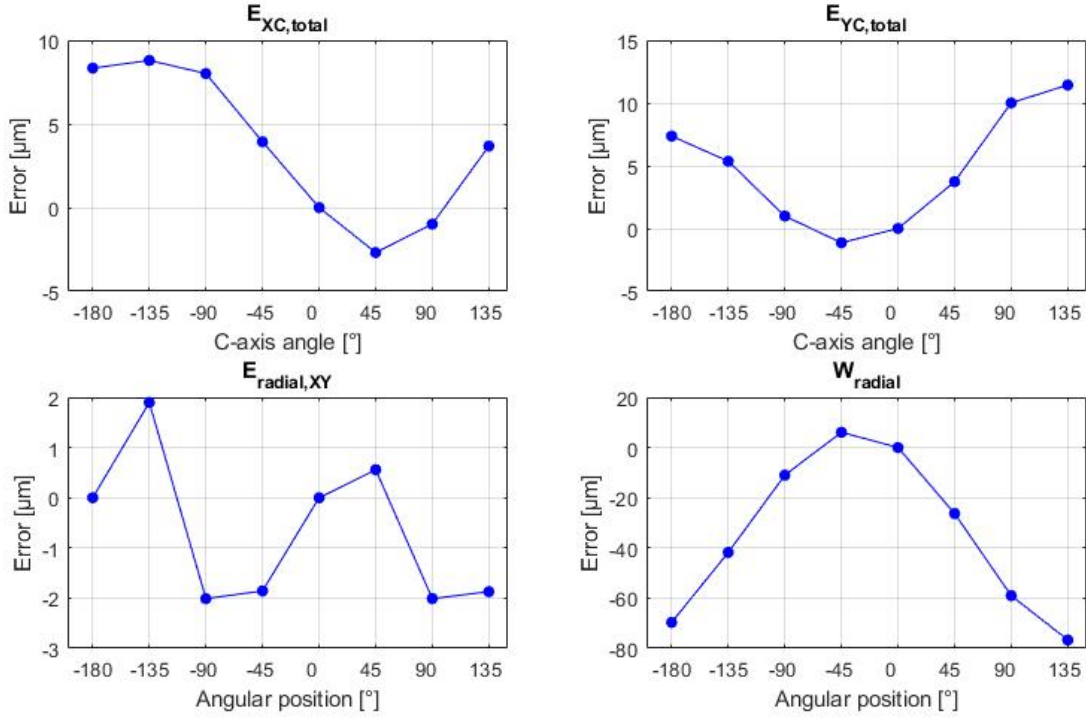 E_XC,total
10
5
0
-5
Error [μm]
-180 -135 -90 -45 0 45 90 135
C-axis angle [°]
E_YC,total
15
10
5
0
-5
Error [μm]
-180 -135 -90 -45 0 45 90 135
C-axis angle [°]
E_radial,XY
2
1
0
-1
-2
-3
Error [μm]
-180 -135 -90 -45 0 45 90 135
Angular position [°]
W_radial
20
0
-20
-40
-60
-80
Error [μm]
-180 -135 -90 -45 0 45 90 135
Angular position [°]